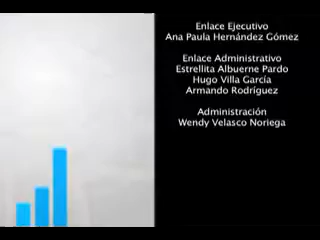 Enlace Ejecutivo
Ana Paula Hernández Gómez
Enlace Administrativo
Estrellita Albuerne Pardo
Hugo Villa García
Armando Rodríguez
Administración
Wendy Velasco Noriega